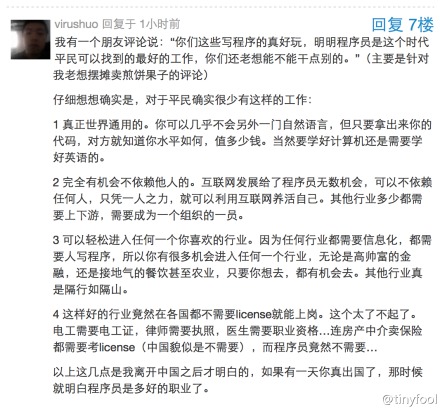 virushuo 回复于 1小时前
回复 7楼
我有一个朋友评论说：“你们这些写程序的真好玩，明明程序员是这个时代
平民可以找到的最好的工作，你们还老想能不能干点别的。”（主要是针对
我老想摆摊卖煎饼果子的评论）
仔细想想确实是，对于平民确实很少有这样的工作：
1 真正世界通用的。你可以几乎不会另外一门自然语言，但只要拿出来你的
代码，对方就知道你水平如何，值多少钱。当然要学好计算机还是需要学
好英语的。
2 完全有机会不依赖他人的。互联网发展给了程序员无数机会，可以不依赖
任何人，只凭一人之力，就可以利用互联网养活自己。其他行业多少都需
要上下游，需要成为一个组织的一员。
3 可以轻松进入任何一个你喜欢的行业。因为任何行业都需要信息化，都需
要人写程序，所以你有很多机会进入任何一个行业，无论是高帅富的金
融，还是接地气的餐饮甚至农业，只要你想去，都有机会去。其他行业真
是隔行如隔山。
4 这样好的行业竟然在各国都不需要license就能上岗。这个太了不起了。
电工需要电工证，律师需要执照，医生需要职业资格…连房产中介卖保险
都需要考license（中国貌似是不需要），而程序员竟然不需要…
以上这几点是我离开中国之后才明白的，如果有一天你真出国了，那时候
就明白程序员是多好的职业了。
@tinyfool